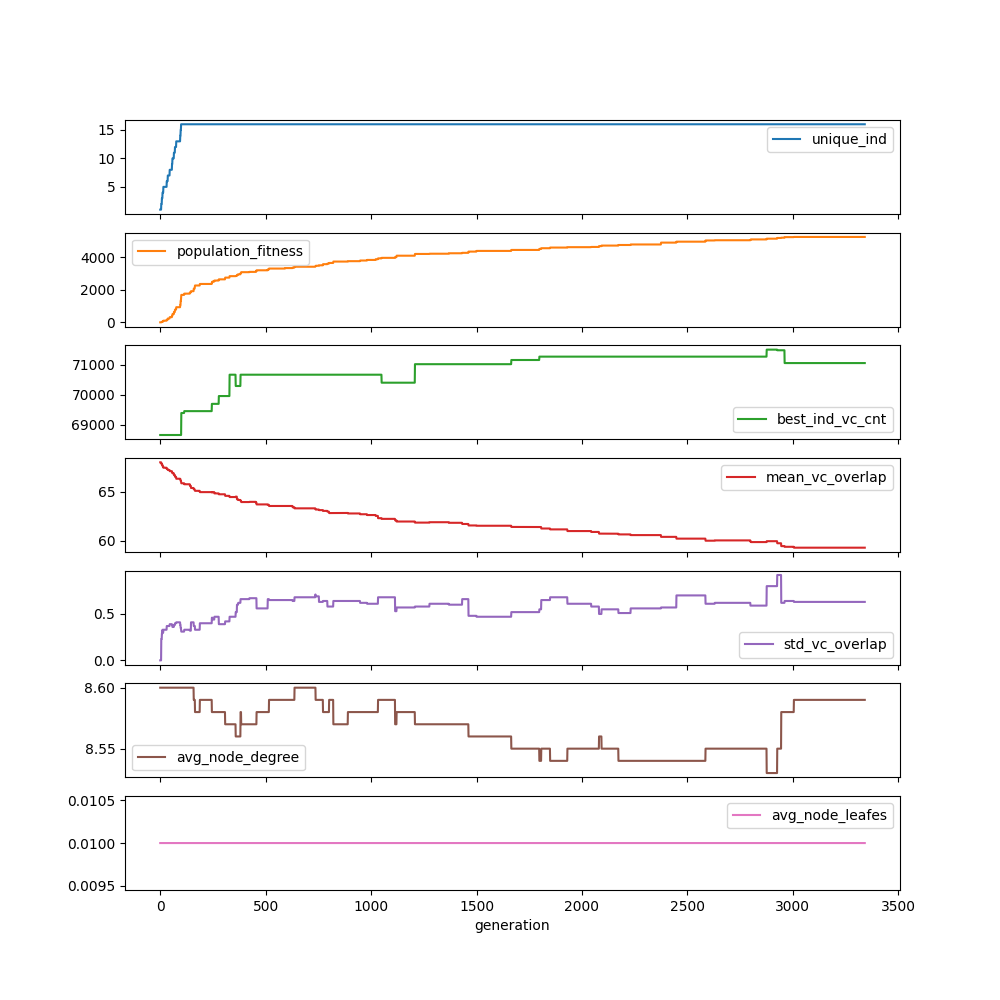 15
10
5
unique_ind
4000
2000
0
population_fitness
71000
70000
69000
best_ind_vc_cnt
65
60
mean_vc_overlap
0.5
0.0
std_vc_overlap
8.60
8.55
avg_node_degree
0.0105
0.0100
0.0095
avg_node_leafes
0 500 1000 1500 2000 2500 3000 3500
generation